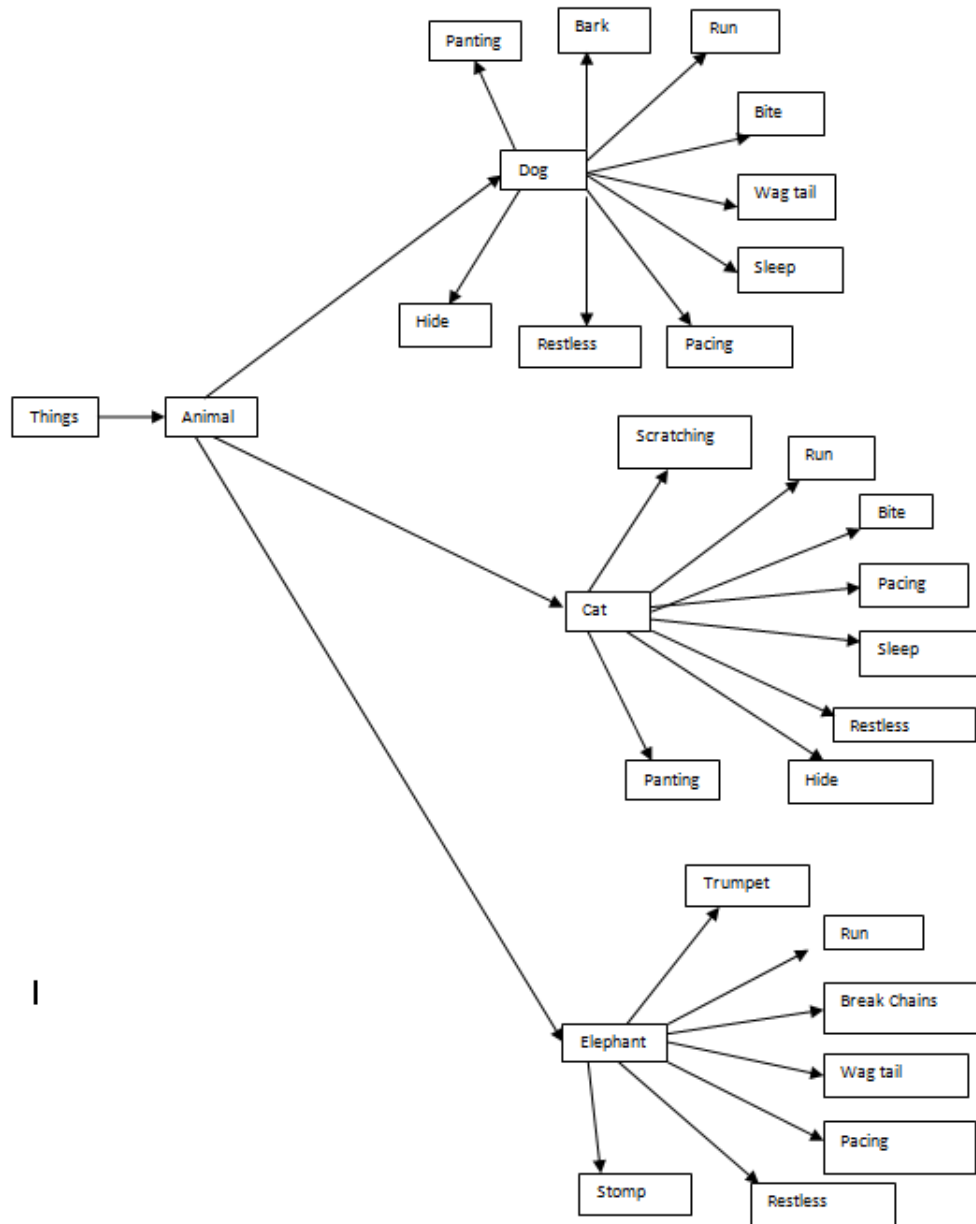 Bark
Run
Panting
Bite
Dog
Wag tail
Sleep
Hide
Restless
Pacing
Things
Animal
Scratching
Run
Bite
Pacing
Cat
Sleep
Restless
Panting
Hide
Trumpet
Run
Break Chains
Elephant
Wag tail
Pacing
Stomp
Restless